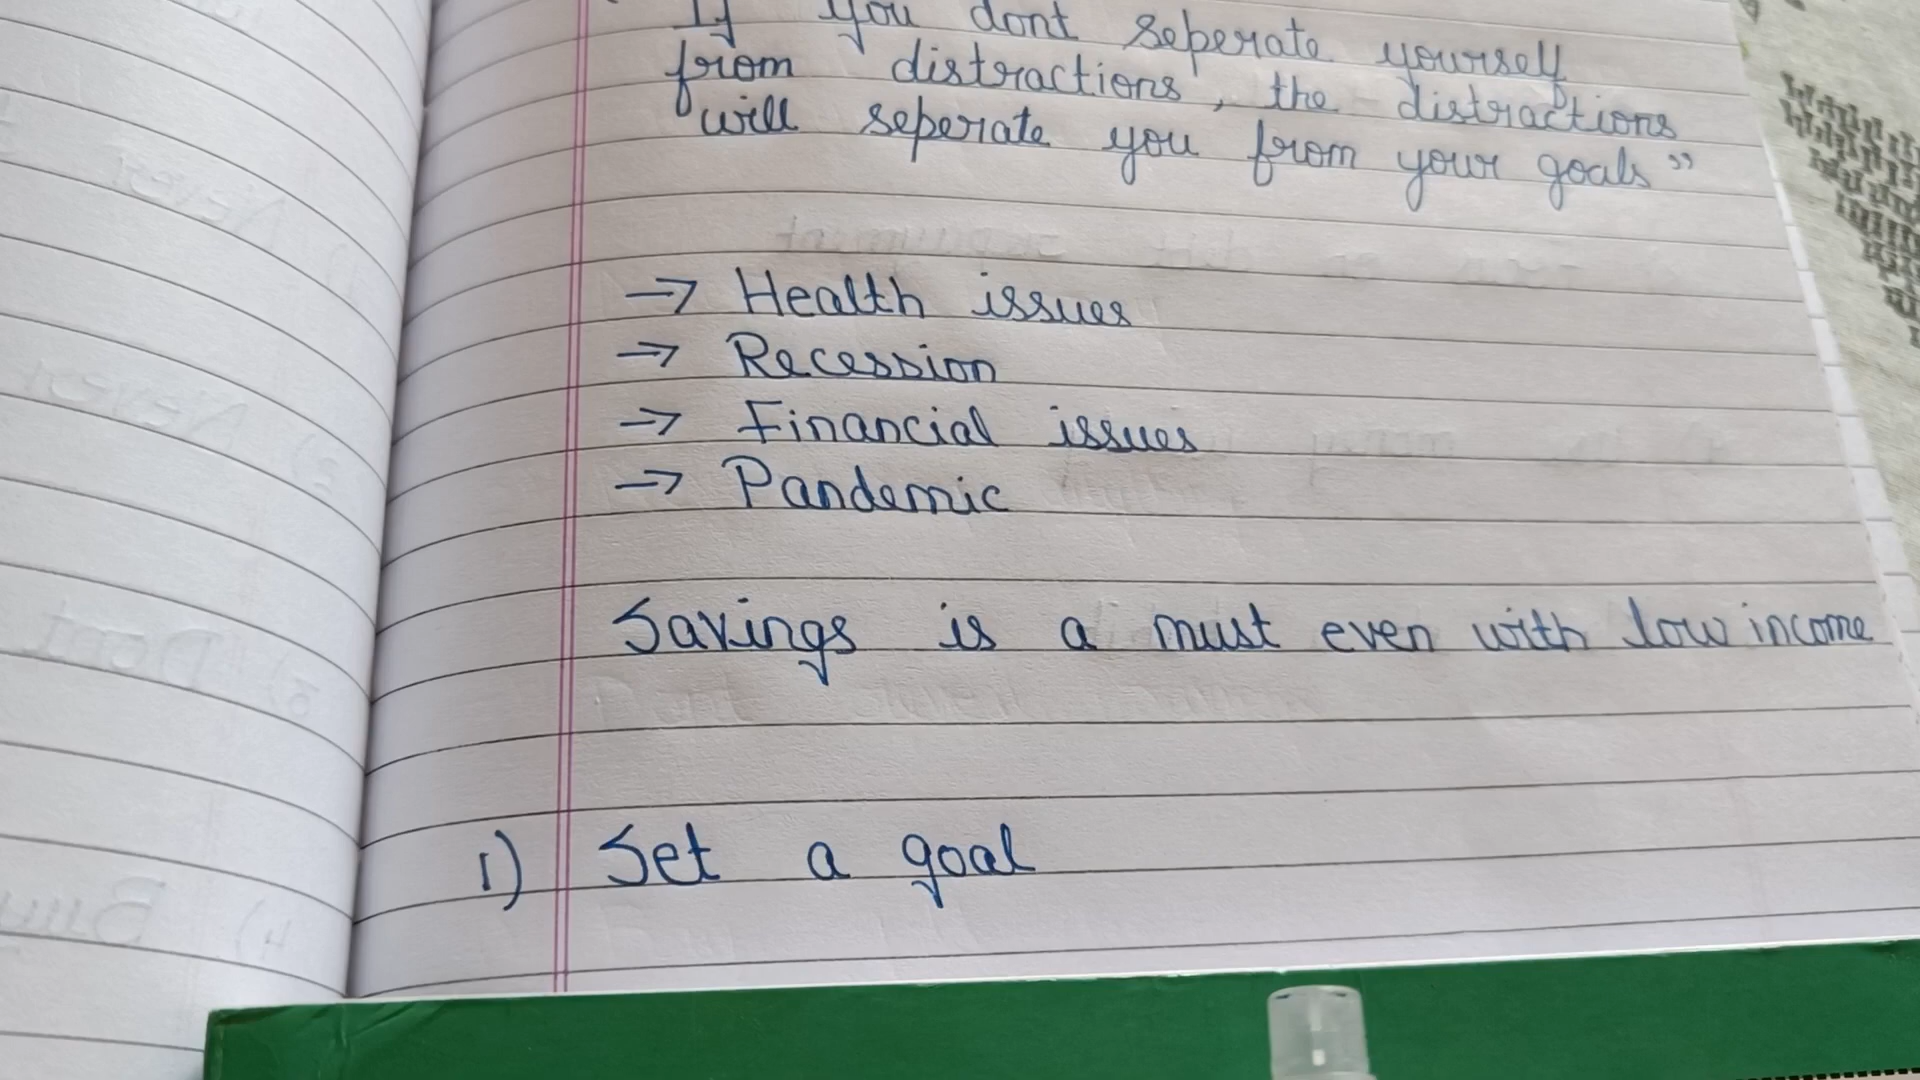 If you dont seperate yourself
from distractions, the distractions
will seperate you from your goals”
→ Health issues
→ Recession
→ Financial issues
→ Pandemic
Savings is a must even with low income
1) Set a goal